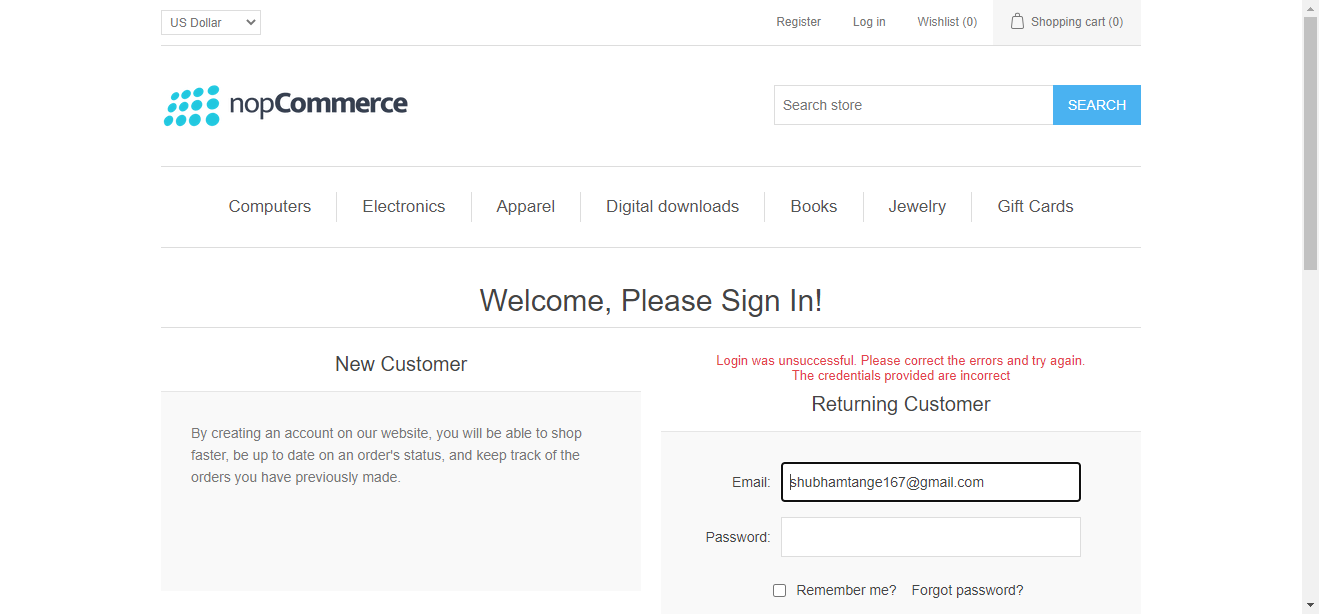 US Dollar
Register Log in Wishlist (0) Shopping cart (0)
nopCommerce
Search store SEARCH
Computers Electronics Apparel Digital downloads Books Jewelry Gift Cards
Welcome, Please Sign In!
New Customer
By creating an account on our website, you will be able to shop
faster, be up to date on an order's status, and keep track of the
orders you have previously made.
Login was unsuccessful. Please correct the errors and try again.
The credentials provided are incorrect
Returning Customer
Email: shubhamtange167@gmail.com
Password:
Remember me? Forgot password?